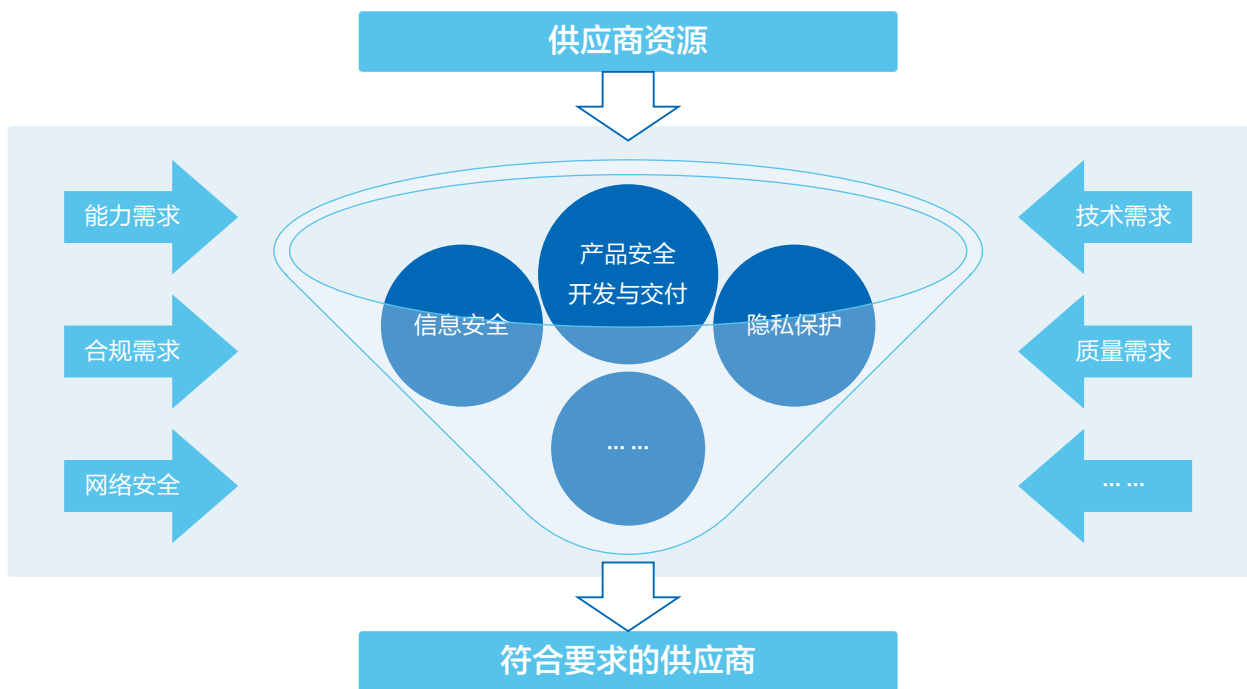 供应商资源
能力需求
技术需求
产品安全
开发与交付
信息安全
隐私保护
合规需求
质量需求
... ...
网络安全
... ...
符合要求的供应商